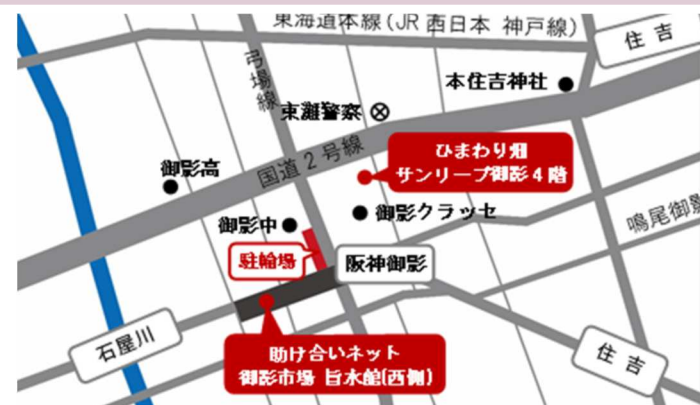 東海道本線(JR 西日本 神戸線)
住吉
弓場線
本住吉神社
東灘警察
ひまわり畑
サンリーブ御影4階
国道2号線
御影高
御影クラッセ
御影中
鳴尾御影
駐輪場
阪神御影
石屋川
助け合いネット
御影市場 旨水館(西側)
住吉